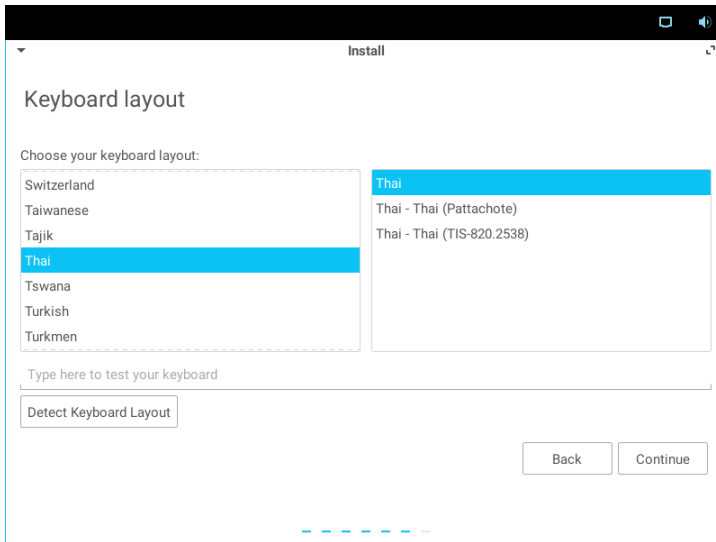 Install
Keyboard layout
Choose your keyboard layout:
Switzerland
Taiwanese
Tajik
Thai
Tswana
Turkish
Turkmen
Thai
Thai - Thai (Pattachote)
Thai - Thai (TIS-820.2538)
Type here to test your keyboard
Detect Keyboard Layout
Back
Continue